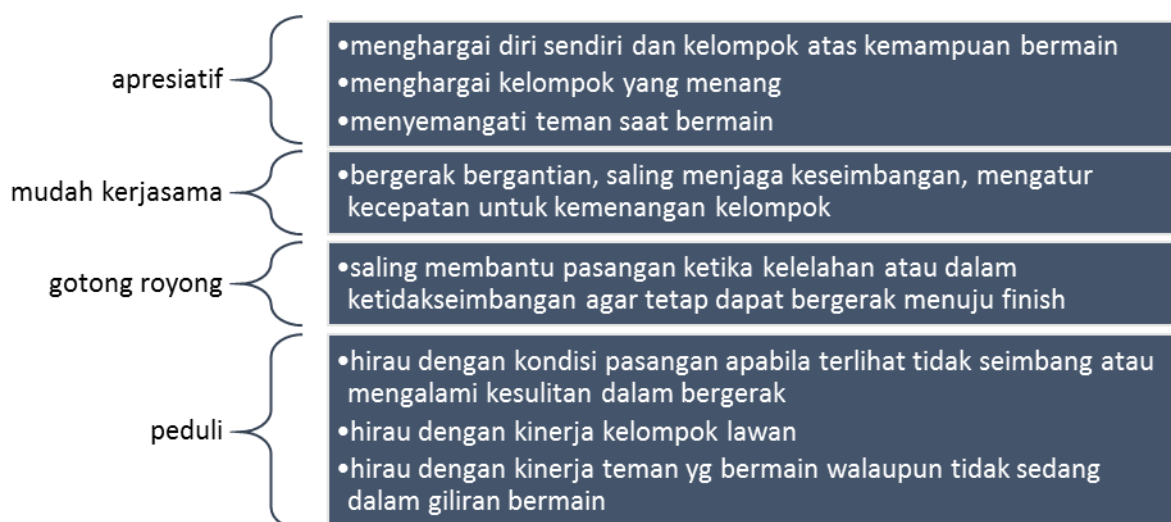 apresiatif
•menghargai diri sendiri dan kelompok atas kemampuan bermain
•menghargai kelompok yang menang
•menyemangati teman saat bermain
mudah kerjasama
•bergerak bergantian, saling menjaga keseimbangan, mengatur
kecepatan untuk kemenangan kelompok
gotong royong
•saling membantu pasangan ketika kelelahan atau dalam
ketidakseimbangan agar tetap dapat bergerak menuju finish
peduli
•hirau dengan kondisi pasangan apabila terlihat tidak seimbang atau
mengalami kesulitan dalam bergerak
•hirau dengan kinerja kelompok lawan
•hirau dengan kinerja teman yg bermain walaupun tidak sedang
dalam giliran bermain